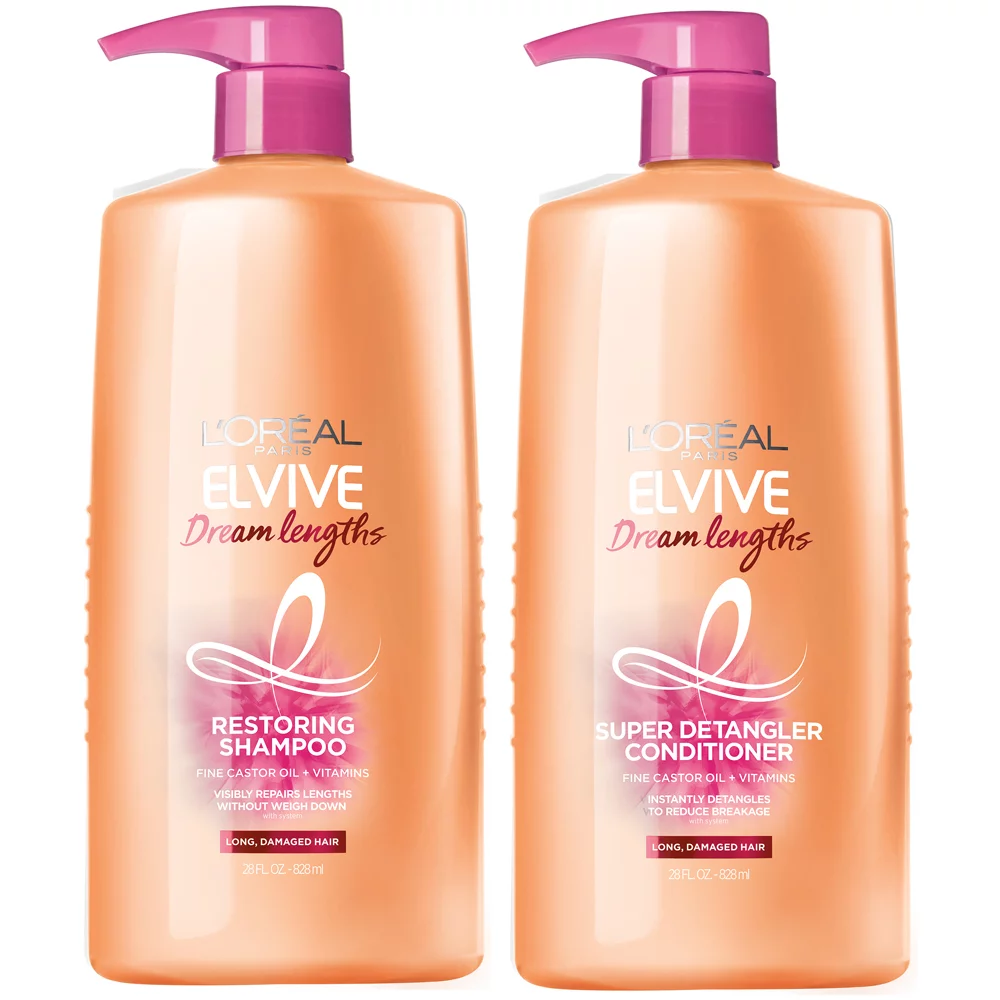 L'ORÉAL
PARIS
ELVIVE
Dream lengths
RESTORING
SHAMPOO
FINE CASTOR OIL + VITAMINS
VISIBLY REPAIRS LENGTHS
WITHOUT WEIGH DOWN
with system
LONG, DAMAGED HAIR
28 FL. OZ. - 828 ml
L'ORÉAL
PARIS
ELVIVE
Dream lengths
SUPER DETANGLER
CONDITIONER
FINE CASTOR OIL + VITAMINS
INSTANTLY DETANGLES
TO REDUCE BREAKAGE
with system
LONG, DAMAGED HAIR
28 FL. OZ. - 828 ml